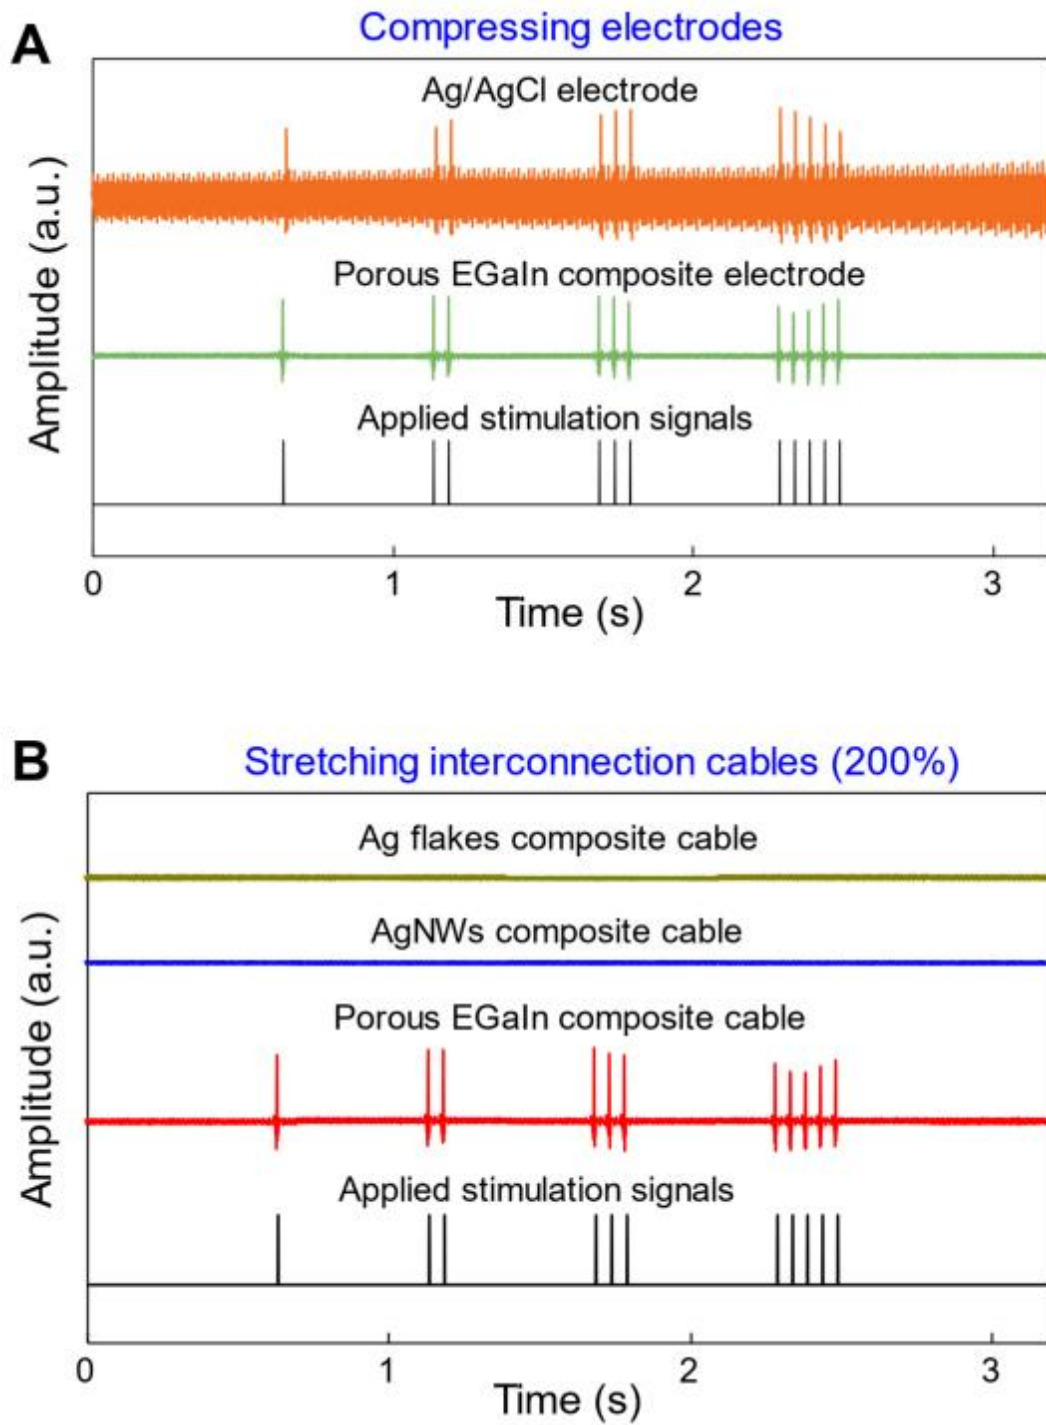 A
Compressing electrodes
Ag/AgCl electrode
Porous EGaIn composite electrode
Applied stimulation signals
Amplitude (a.u.)
0 1 2 3
Time (s)
B
Stretching interconnection cables (200%)
Ag flakes composite cable
AgNWs composite cable
Porous EGaIn composite cable
Applied stimulation signals
Amplitude (a.u.)
0 1 2 3
Time (s)